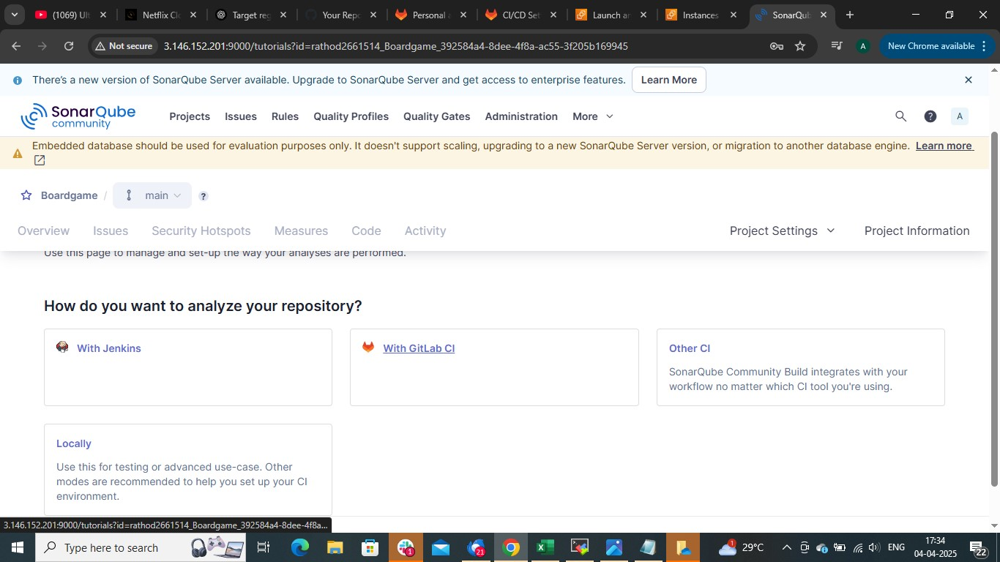 (1069) Ult
Netflix Clo
Target reg
Your Repo
Personal a
CI/CD Set
Launch an
Instances
SonarQub
Not secure
3.146.152.201:9000/tutorials?id=rathod2661514_Boardgame_392584a4-8dee-4f8a-ac55-3f205b169945
A
New Chrome available
There's a new version of SonarQube Server available. Upgrade to SonarQube Server and get access to enterprise features.
Learn More
SonarQube
community
Projects
Issues
Rules
Quality Profiles
Quality Gates
Administration
More
?
A
Embedded database should be used for evaluation purposes only. It doesn't support scaling, upgrading to a new SonarQube Server version, or migration to another database engine. Learn more
Boardgame / main
?
Overview
Issues
Security Hotspots
Measures
Code
Activity
Project Settings
Project Information
Use this page to manage and set-up the way your analyses are performed.
How do you want to analyze your repository?
With Jenkins
With GitLab CI
Other CI
SonarQube Community Build integrates with your
workflow no matter which CI tool you're using.
Locally
Use this for testing or advanced use-case. Other
modes are recommended to help you set up your CI
environment.
3.146.152.201:9000/tutorials?id=rathod2661514_Boardgame_392584a4-8dee-4f8a...
Type here to search
1
21
1
29°C
ENG
17:34
04-04-2025
22